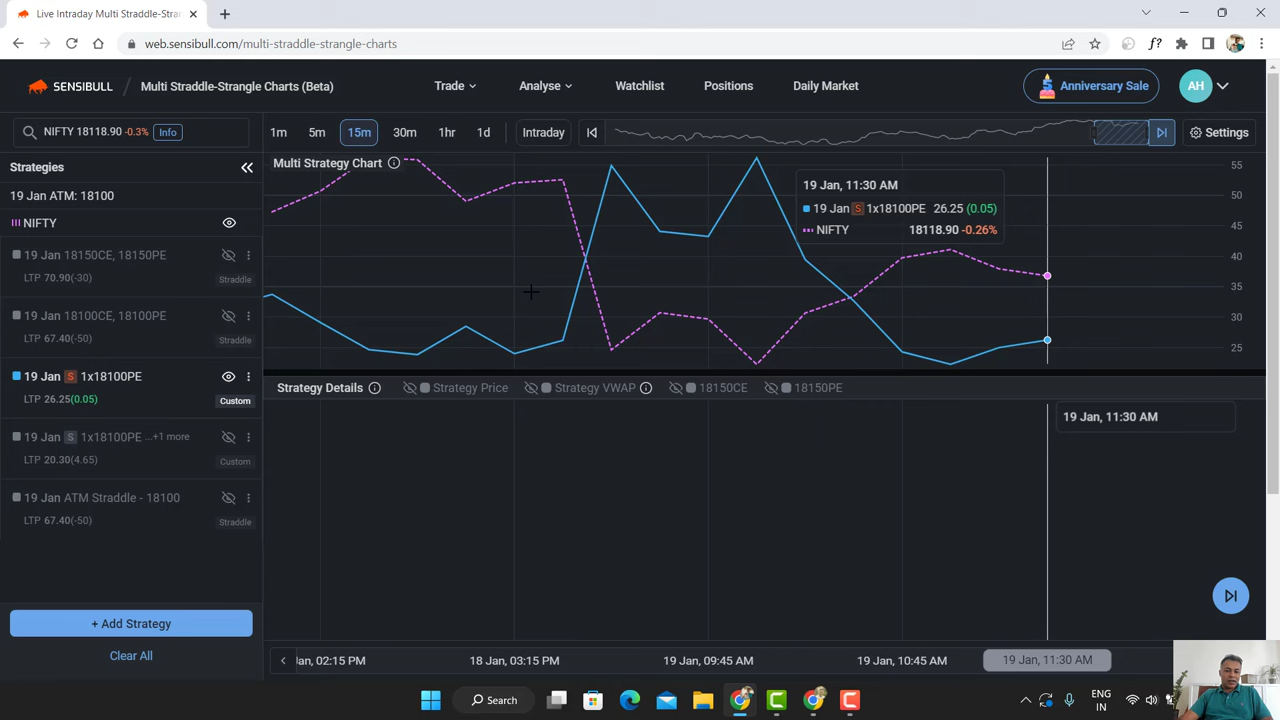 Live Intraday Multi Straddle-Stran
web.sensibull.com/multi-straddle-strangle-charts
SENSIBULL / Multi Straddle-Strangle Charts (Beta)
Trade
Analyse
Watchlist
Positions
Daily Market
5
Anniversary Sale
AH
NIFTY 18118.90 -0.3% Info
1m 5m 15m 30m 1hr 1d Intraday
Settings
Strategies
19 Jan ATM: 18100
NIFTY
19 Jan 18150CE, 18150PE
LTP 70.90(-30) Straddle
19 Jan 18100CE, 18100PE
LTP 67.40(-50) Straddle
19 Jan S 1x18100PE
LTP 26.25(0.05) Custom
19 Jan S 1x18100PE ...+1 more
LTP 20.30(4.65) Custom
19 Jan ATM Straddle - 18100
LTP 67.40(-50) Straddle
+ Add Strategy
Clear All
Multi Strategy Chart
19 Jan, 11:30 AM
19 Jan S 1x18100PE 26.25 (0.05)
NIFTY 18118.90 -0.26%
55
50
45
40
35
30
25
Strategy Details
Strategy Price
Strategy VWAP
18150CE
18150PE
19 Jan, 11:30 AM
Jan, 02:15 PM
18 Jan, 03:15 PM
19 Jan, 09:45 AM
19 Jan, 10:45 AM
19 Jan, 11:30 AM
Search
ENG
IN